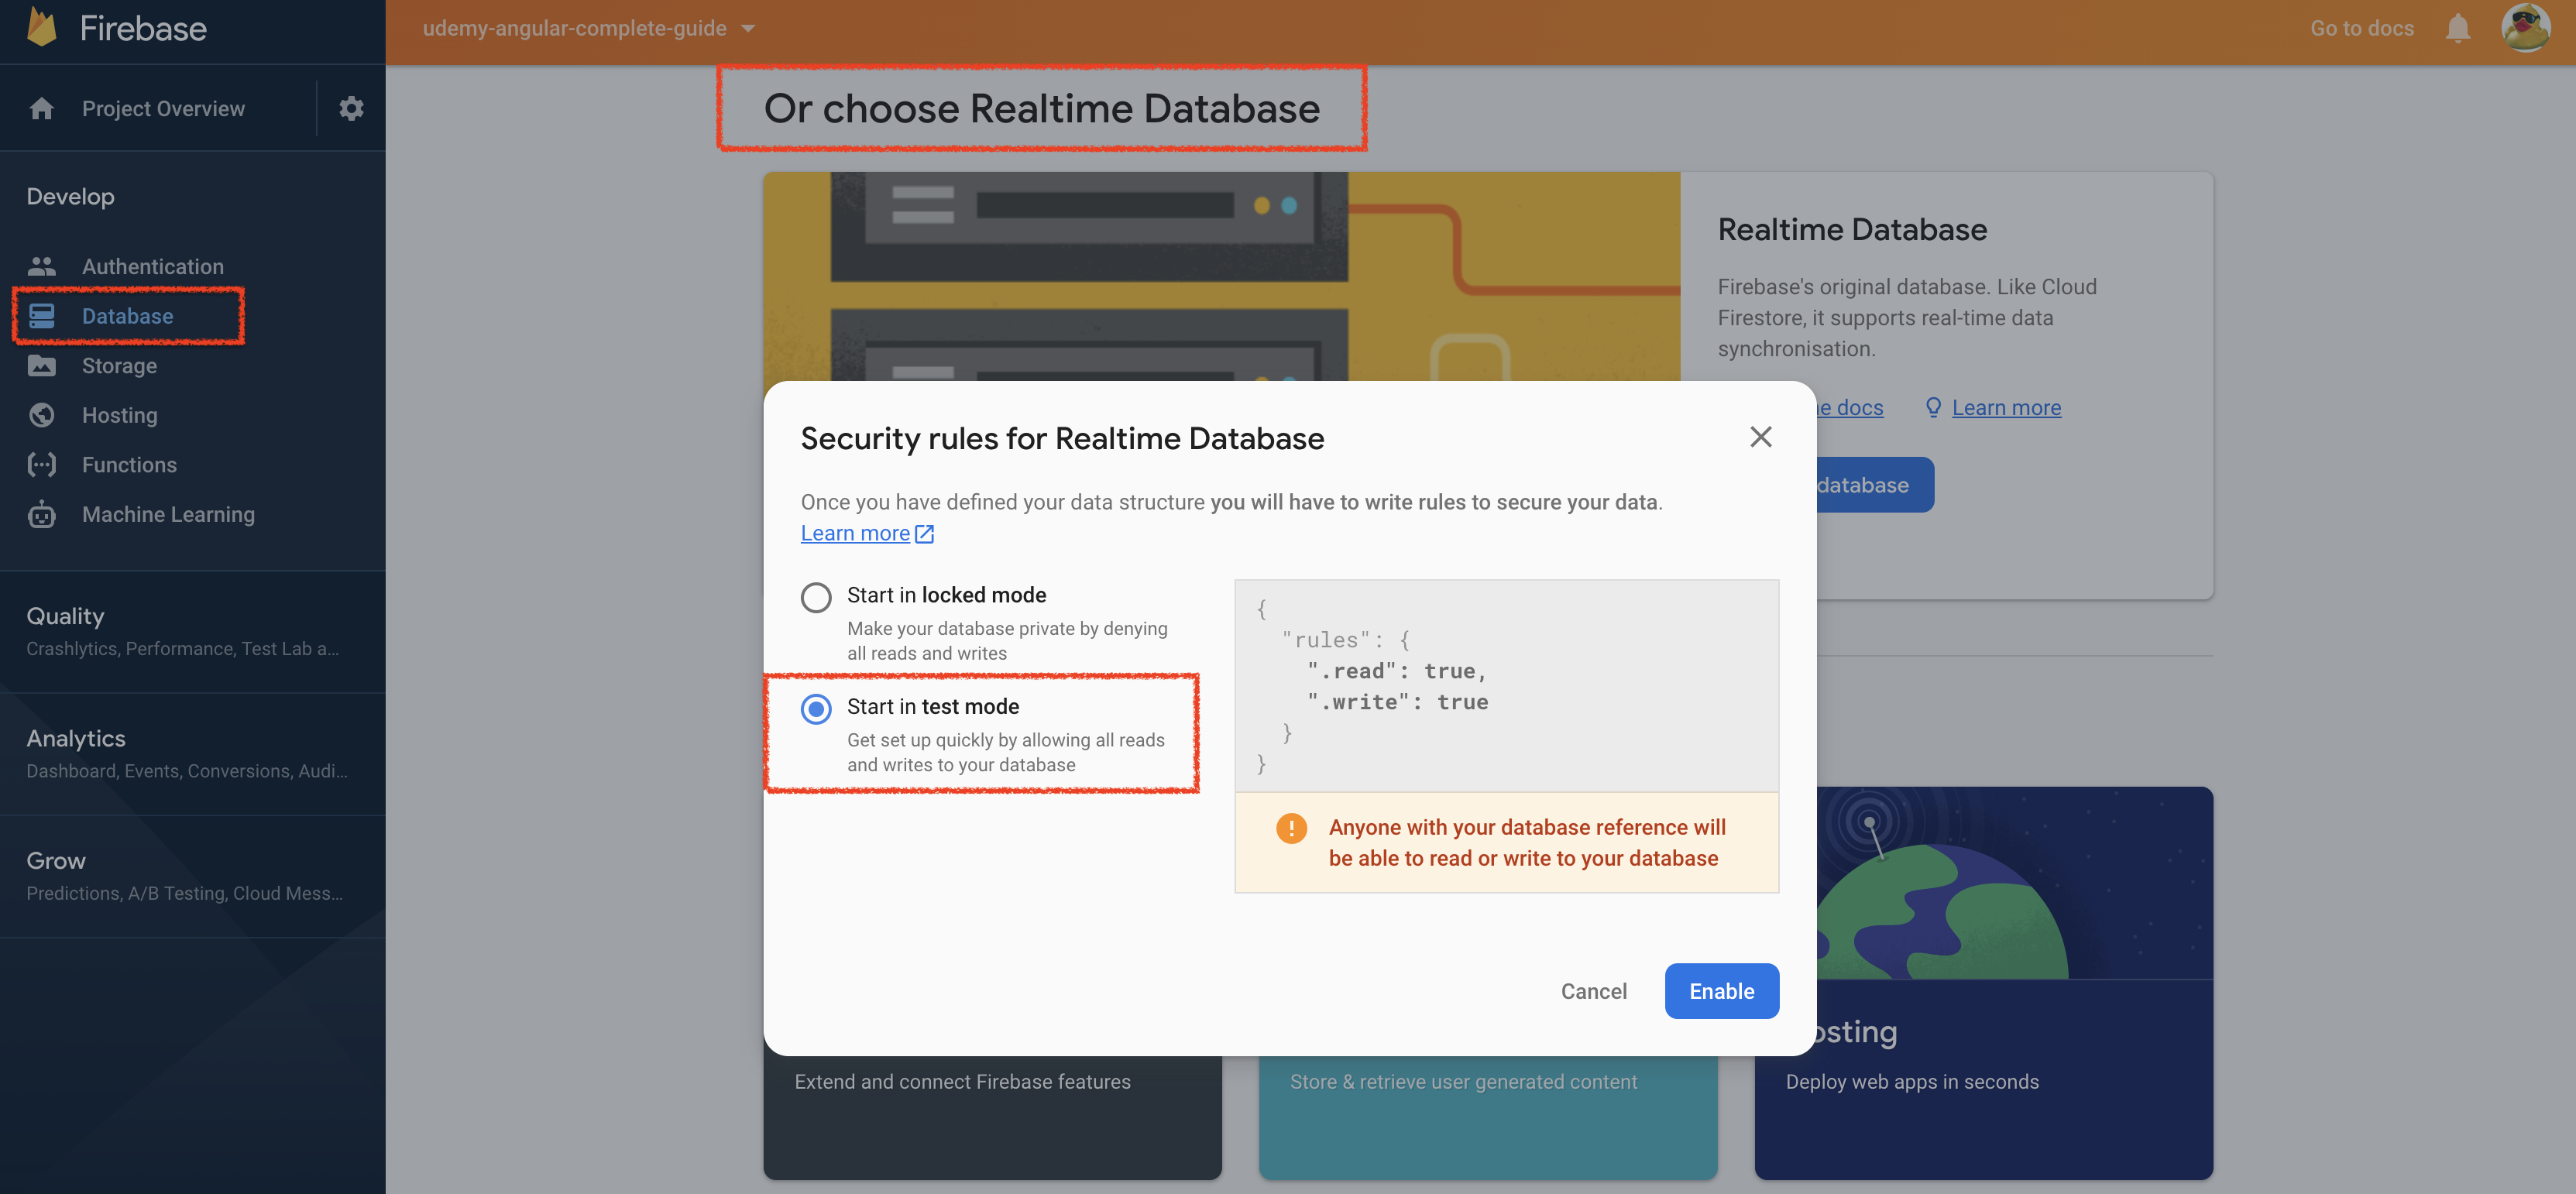 Firebase
Project Overview
Develop
Authentication
Database
Storage
Hosting
Functions
Machine Learning
Quality
Crashlytics, Performance, Test Lab a...
Analytics
Dashboard, Events, Conversions, Audi...
Grow
Predictions, A/B Testing, Cloud Mess...
udemy-angular-complete-guide
Go to docs
Or choose Realtime Database
Realtime Database
Firebase's original database. Like Cloud
Firestore, it supports real-time data
synchronisation.
docs
Learn more
database
Security rules for Realtime Database
Once you have defined your data structure you will have to write rules to secure your data.
Learn more
Start in locked mode
Make your database private by denying
all reads and writes
Start in test mode
Get set up quickly by allowing all reads
and writes to your database
{
"rules": {
".read": true,
".write": true
}
}
Anyone with your database reference will
be able to read or write to your database
Cancel
Enable
Extend and connect Firebase features
Store & retrieve user generated content
Deploy web apps in seconds